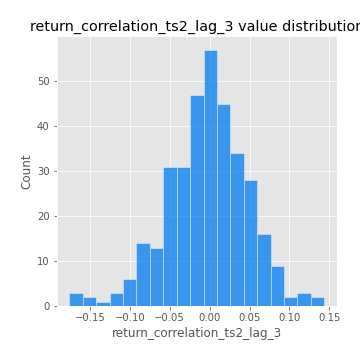 return_correlation_ts2_lag_3 value distribution
50
40
30
20
10
0
Count
−0.15 −0.10 −0.05 0.00 0.05 0.10 0.15
return_correlation_ts2_lag_3